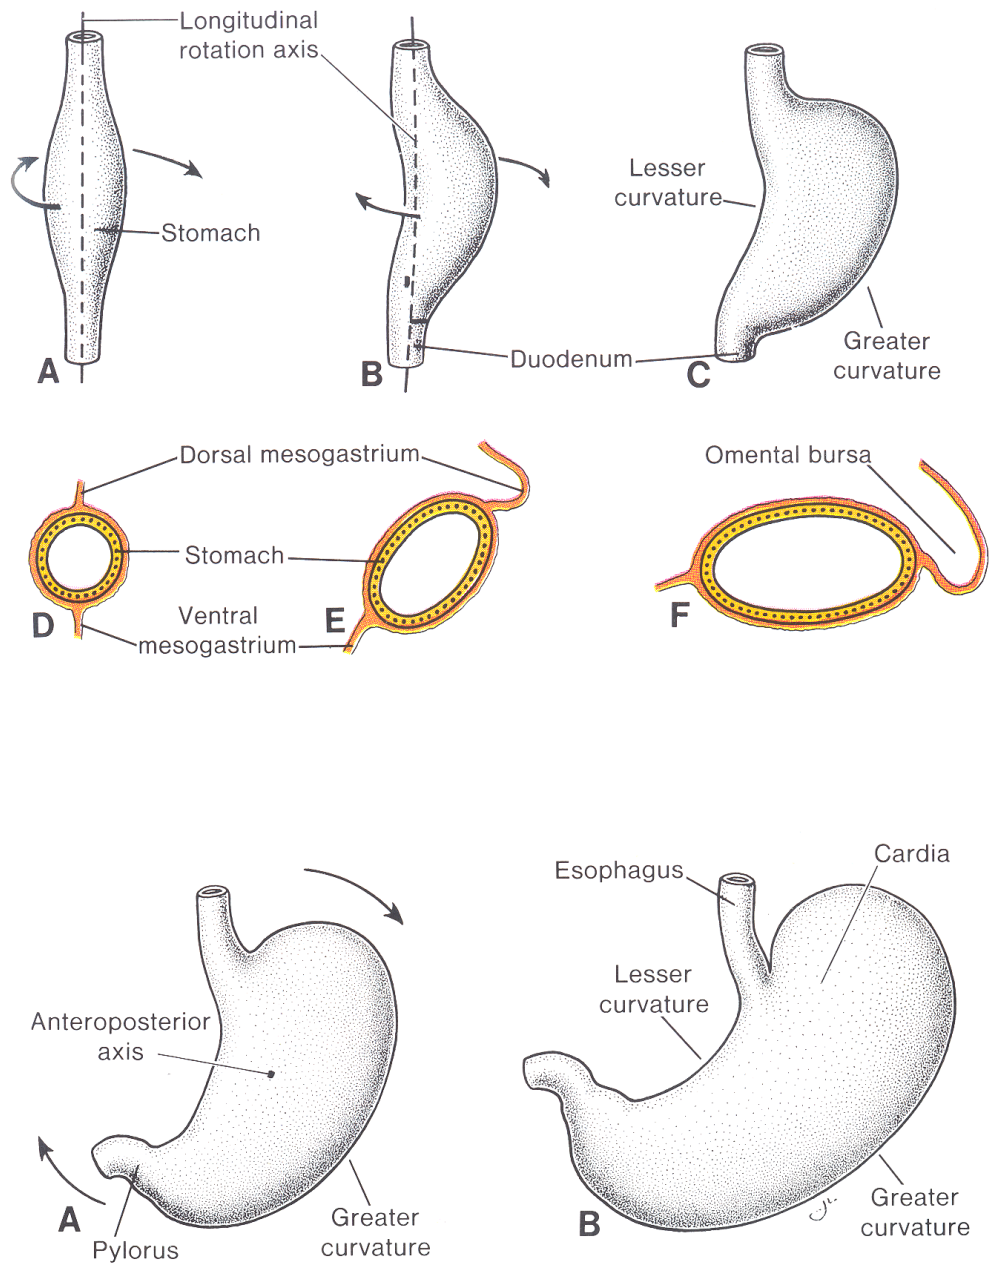 Longitudinal
rotation axis
Stomach
A
B
Duodenum
Lesser
curvature
C
Greater
curvature
Dorsal mesogastrium
Omental bursa
Stomach
D
Ventral
mesogastrium
E
F
Esophagus
Cardia
Lesser
curvature
Anteroposterior
axis
A
Pylorus
Greater
curvature
B
Greater
curvature